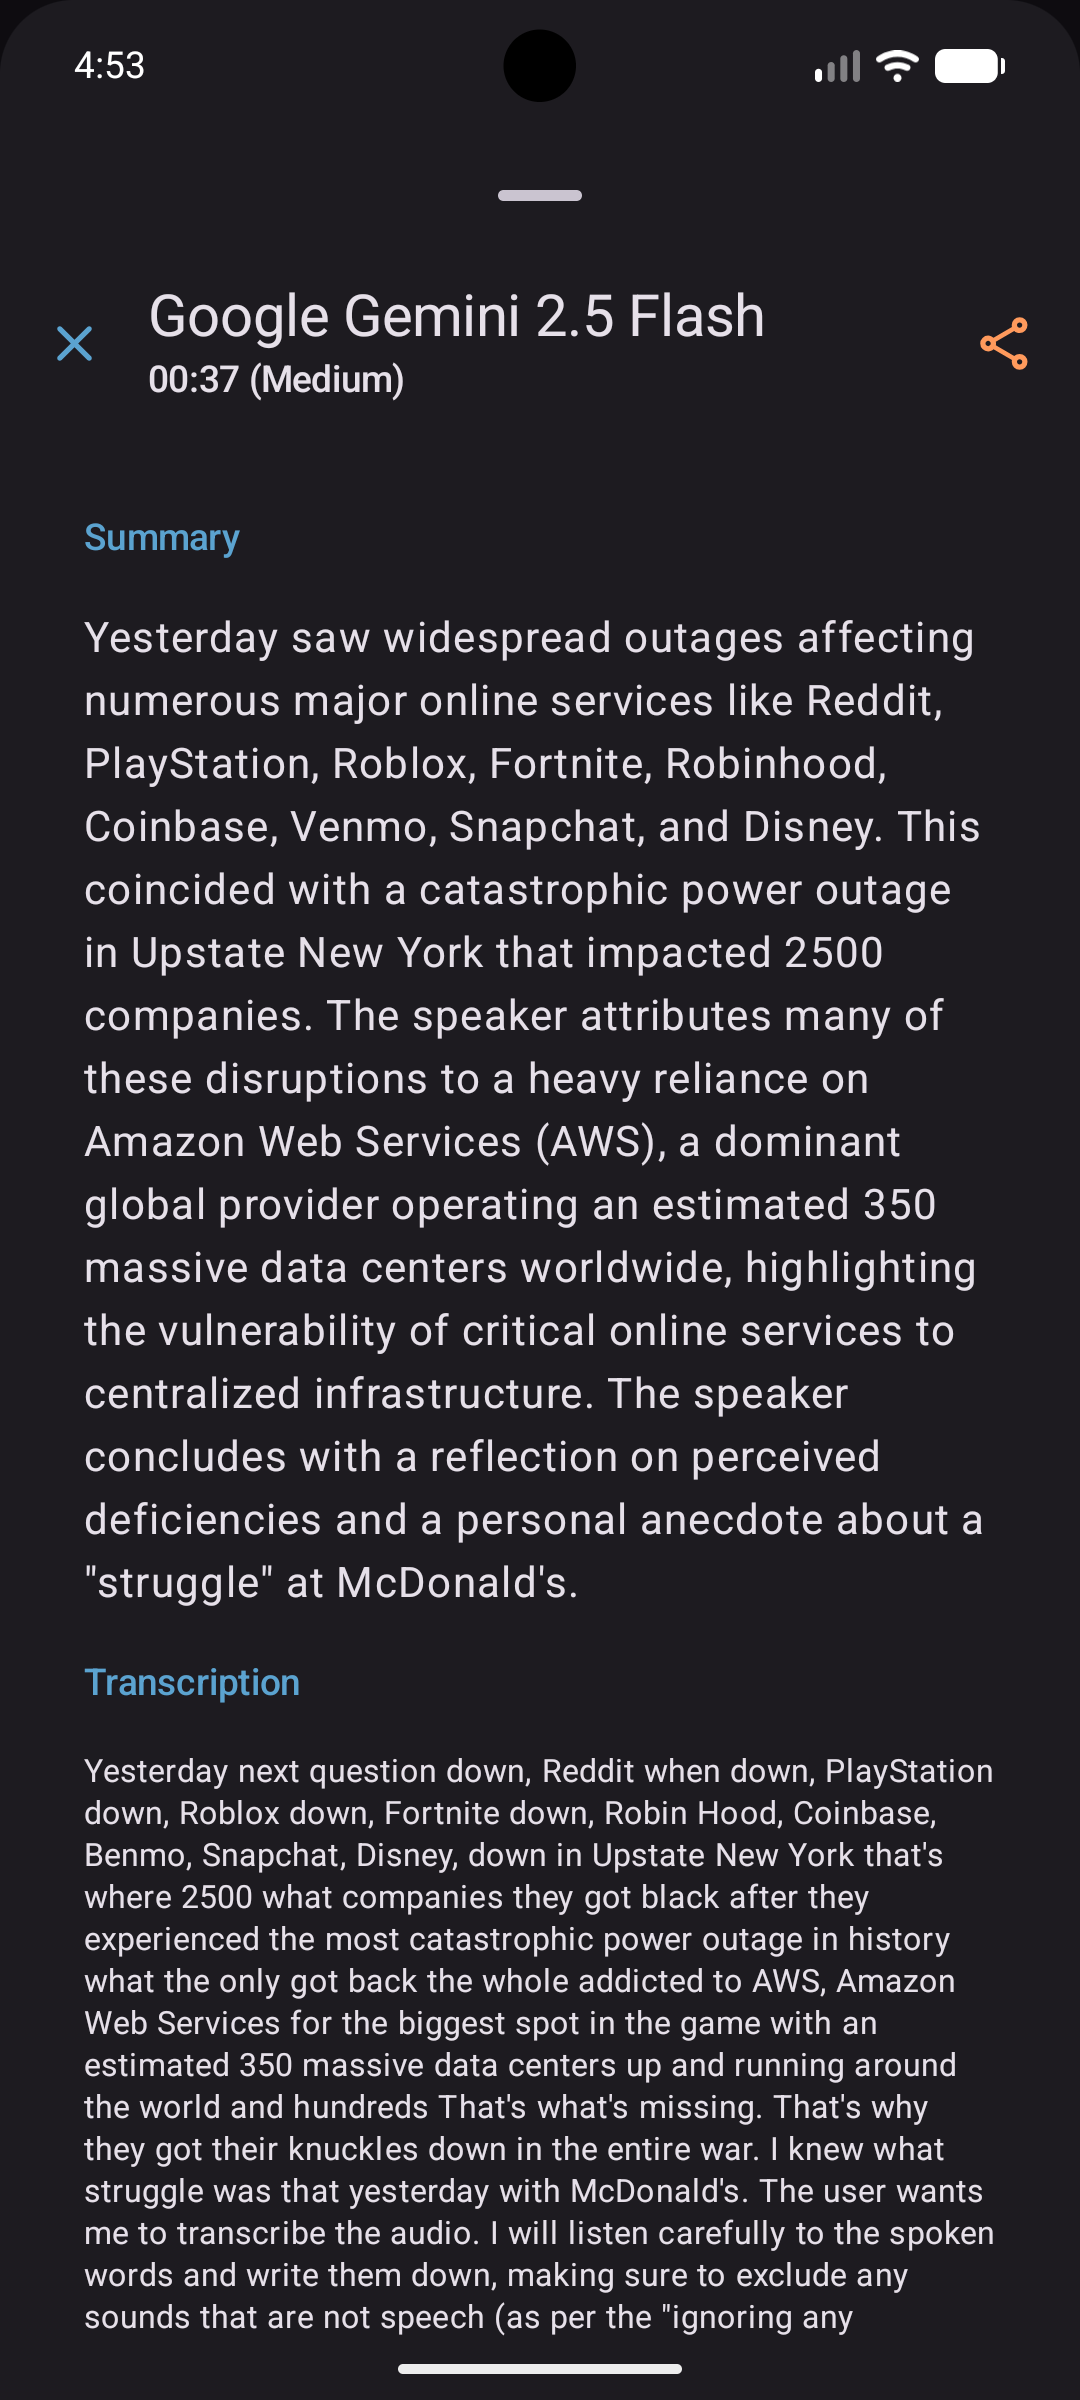 4:53
Google Gemini 2.5 Flash
00:37 (Medium)
Summary
Yesterday saw widespread outages affecting
numerous major online services like Reddit,
PlayStation, Roblox, Fortnite, Robinhood,
Coinbase, Venmo, Snapchat, and Disney. This
coincided with a catastrophic power outage
in Upstate New York that impacted 2500
companies. The speaker attributes many of
these disruptions to a heavy reliance on
Amazon Web Services (AWS), a dominant
global provider operating an estimated 350
massive data centers worldwide, highlighting
the vulnerability of critical online services to
centralized infrastructure. The speaker
concludes with a reflection on perceived
deficiencies and a personal anecdote about a
"struggle" at McDonald's.
Transcription
Yesterday next question down, Reddit when down, PlayStation
down, Roblox down, Fortnite down, Robin Hood, Coinbase,
Benmo, Snapchat, Disney, down in Upstate New York that's
where 2500 what companies they got black after they
experienced the most catastrophic power outage in history
what the only got back the whole addicted to AWS, Amazon
Web Services for the biggest spot in the game with an
estimated 350 massive data centers up and running around
the world and hundreds That's what's missing. That's why
they got their knuckles down in the entire war. I knew what
struggle was that yesterday with McDonald's. The user wants
me to transcribe the audio. I will listen carefully to the spoken
words and write them down, making sure to exclude any
sounds that are not speech (as per the "ignoring any